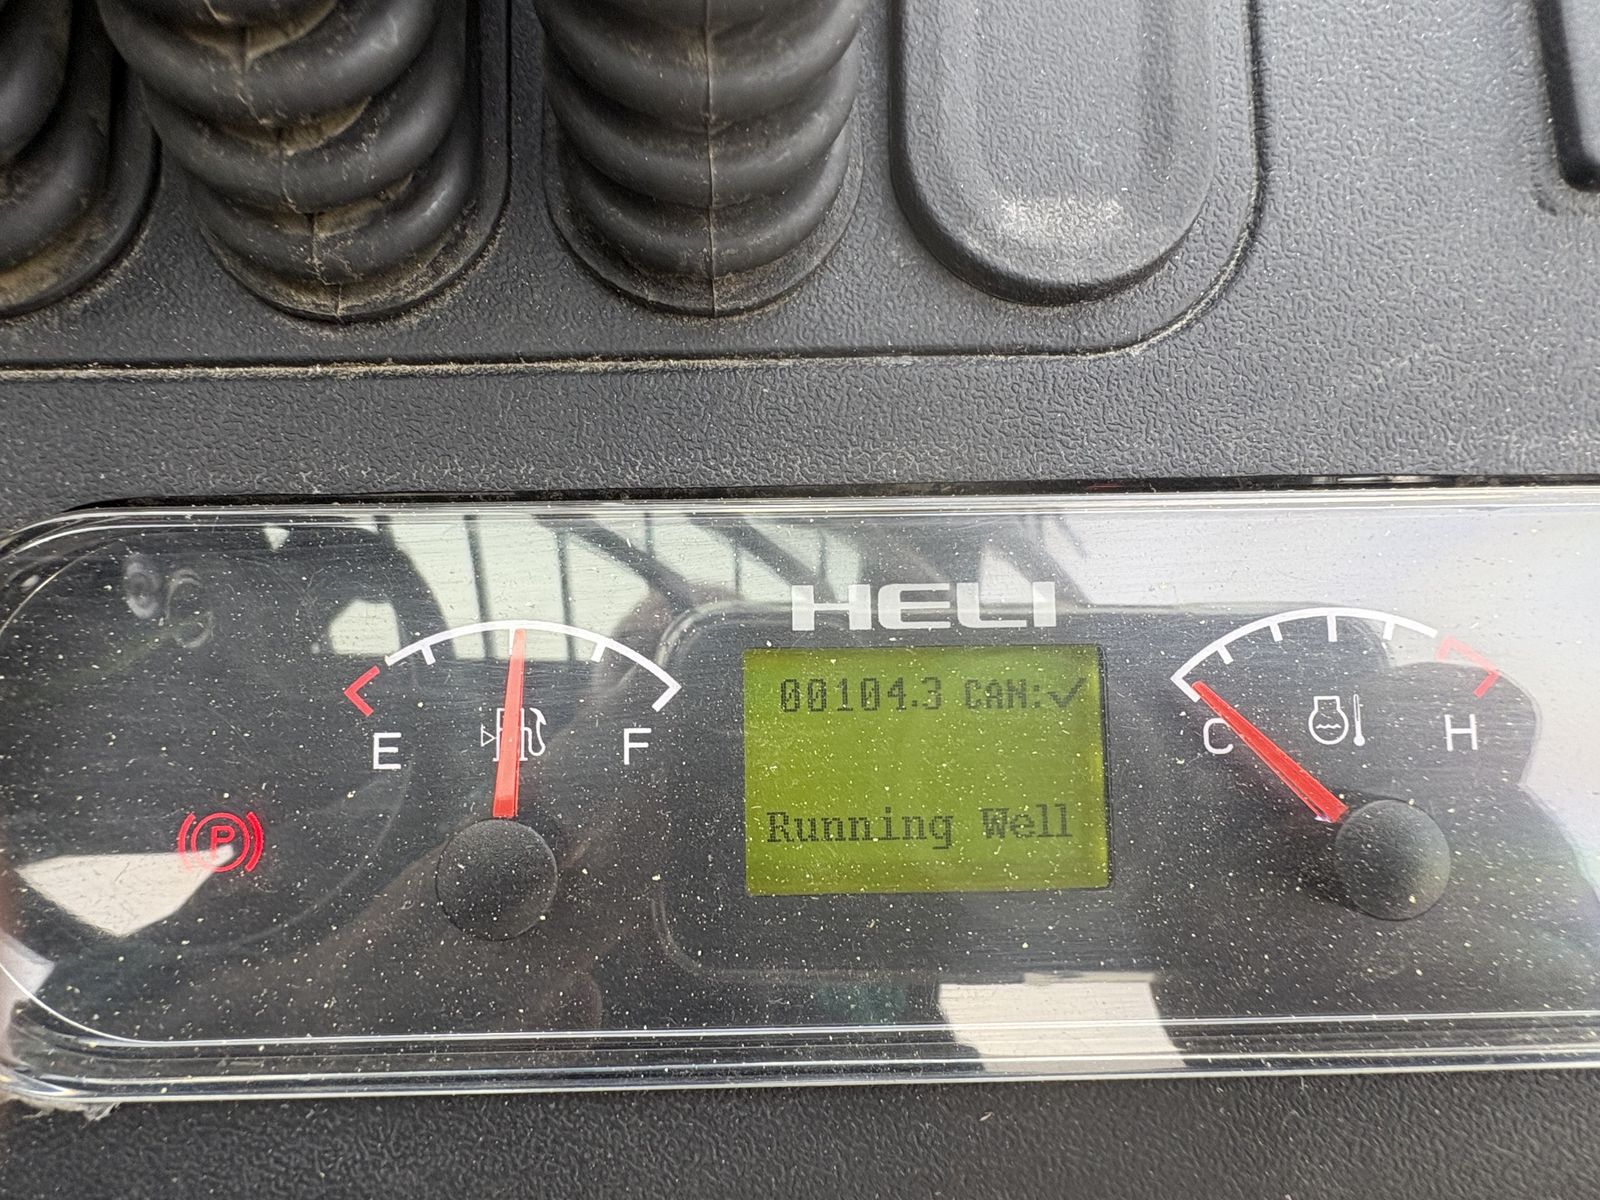 HELI
00104.3 CAN:✓
E
F
C
H
P
Running Well